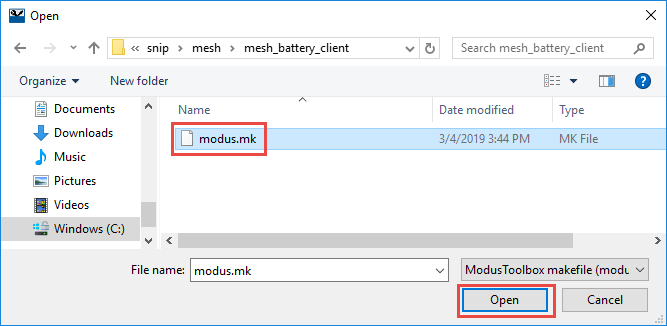 Open
« snip › mesh › mesh_battery_client
Search mesh_battery_client
Organize
New folder
Name
Date modified
Type
Documents
Downloads
Music
Pictures
Videos
Windows (C:)
modus.mk
3/4/2019 3:44 PM
MK File
File name:
modus.mk
ModusToolbox makefile (modu
Open
Cancel